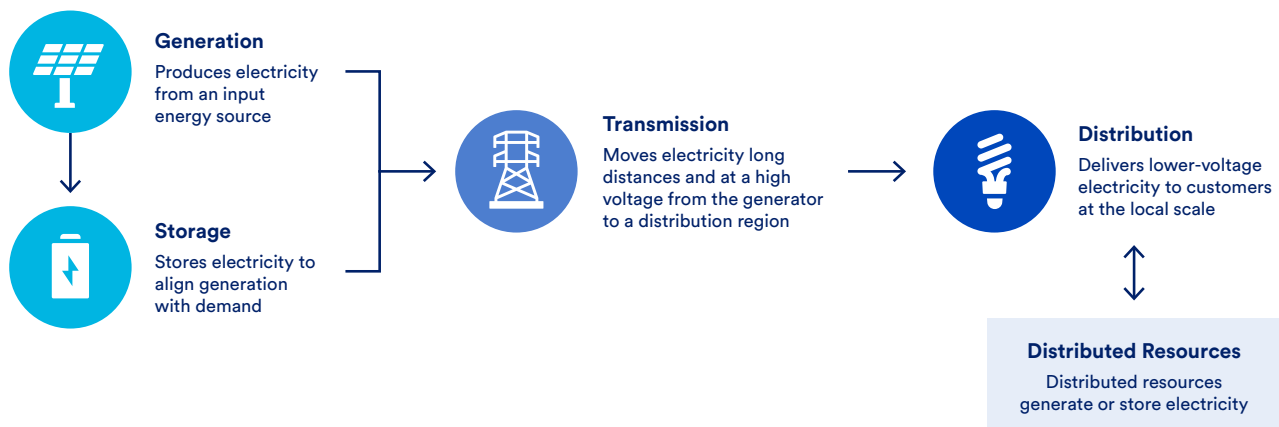 Generation
Produces electricity
from an input
energy source
Storage
Stores electricity to
align generation
with demand
Transmission
Moves electricity long
distances and at a high
voltage from the generator
to a distribution region
Distribution
Delivers lower-voltage
electricity to customers
at the local scale
Distributed Resources
Distributed resources
generate or store electricity